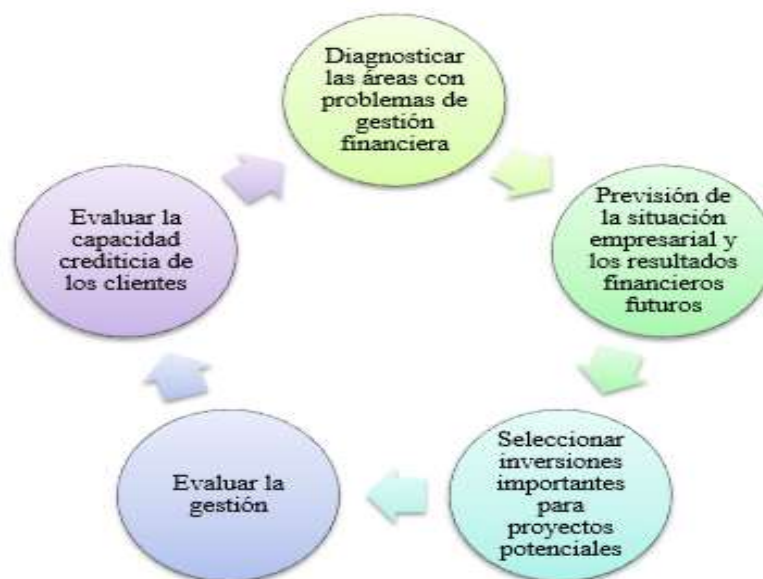 Diagnosticar
las áreas con
problemas de
gestión
financiera
Previsión de
la situación
empresarial y
los resultados
financieros
futuros
Seleccionar
inversiones
importantes
para
proyectos
potenciales
Evaluar la
gestión
Evaluar la
capacidad
crediticia de
los clientes